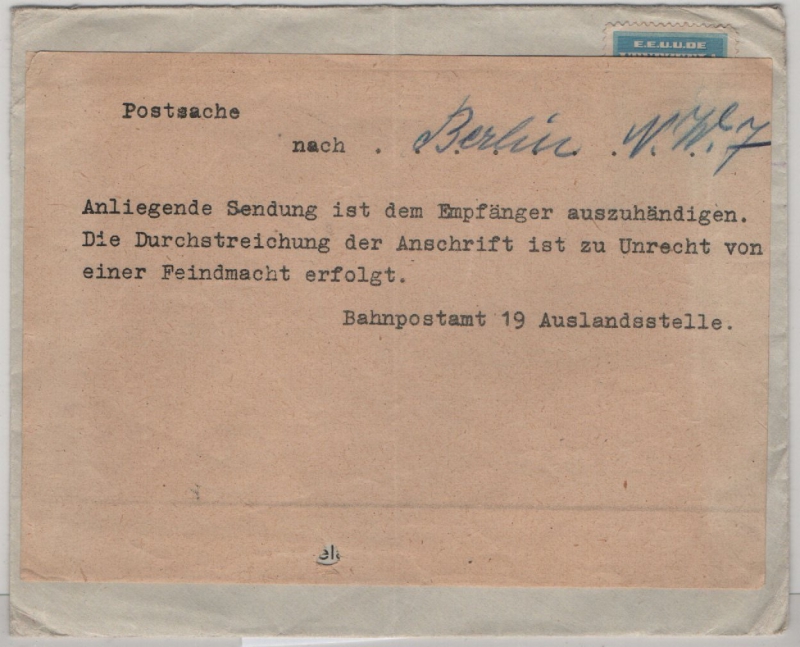 E.E.U.U.DE
Postsache
nach . Berlin . N.W.7
Anliegende Sendung ist dem Empfänger auszuhändigen.
Die Durchstreichung der Anschrift ist zu Unrecht von
einer Feindmacht erfolgt.
Bahnpostamt 19 Auslandsstelle.